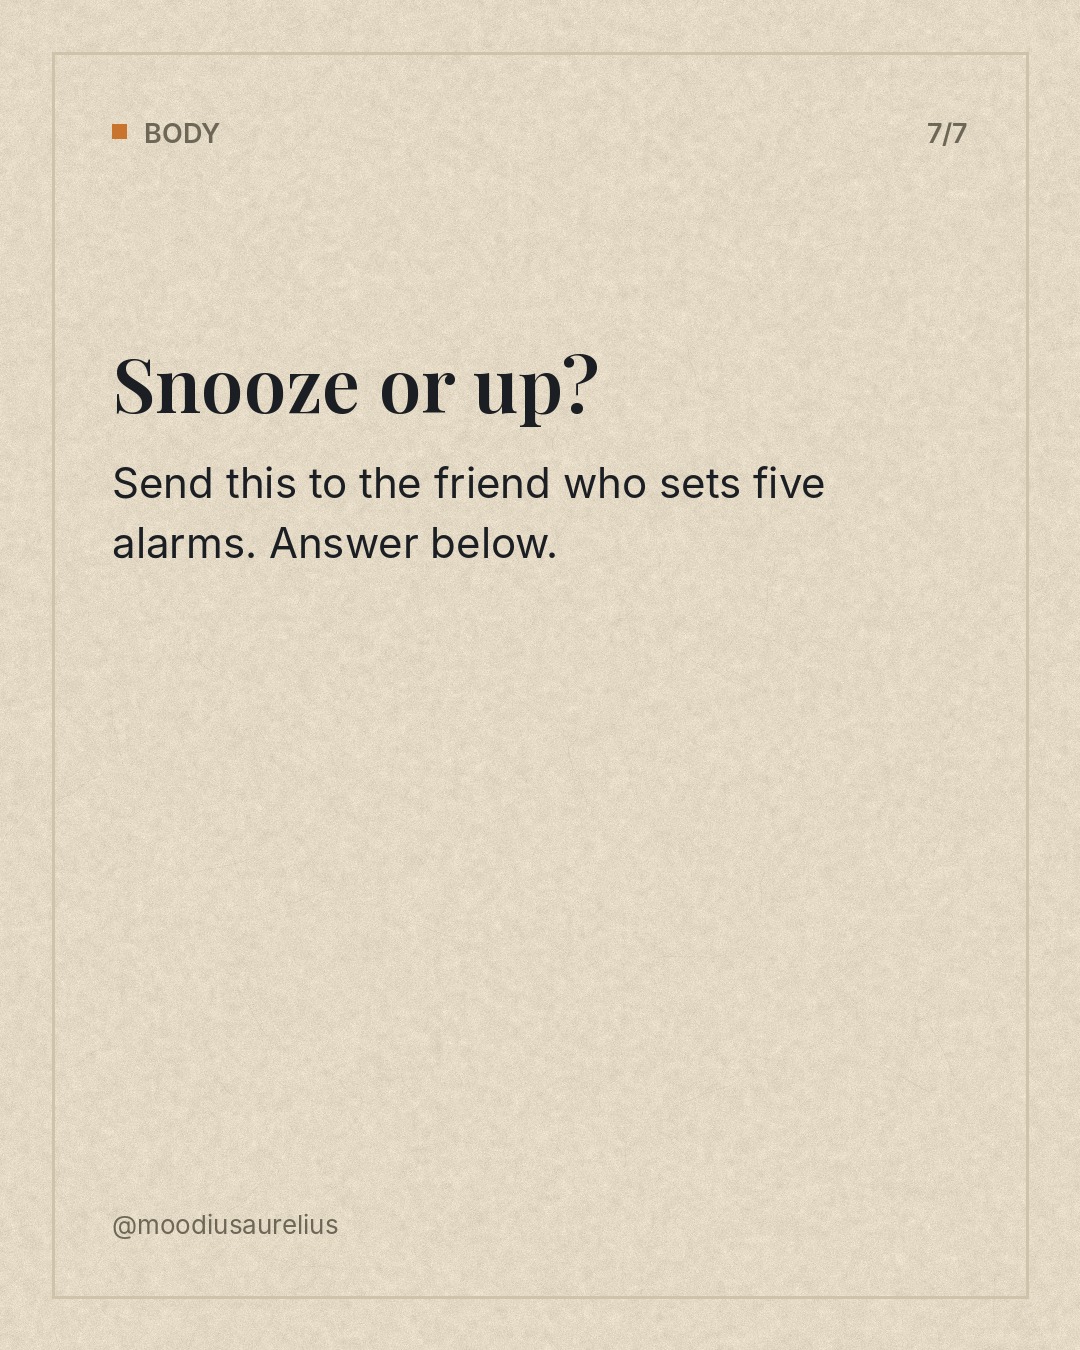 BODY
7/7
Snooze or up?
Send this to the friend who sets five
alarms. Answer below.
@moodiusaurelius